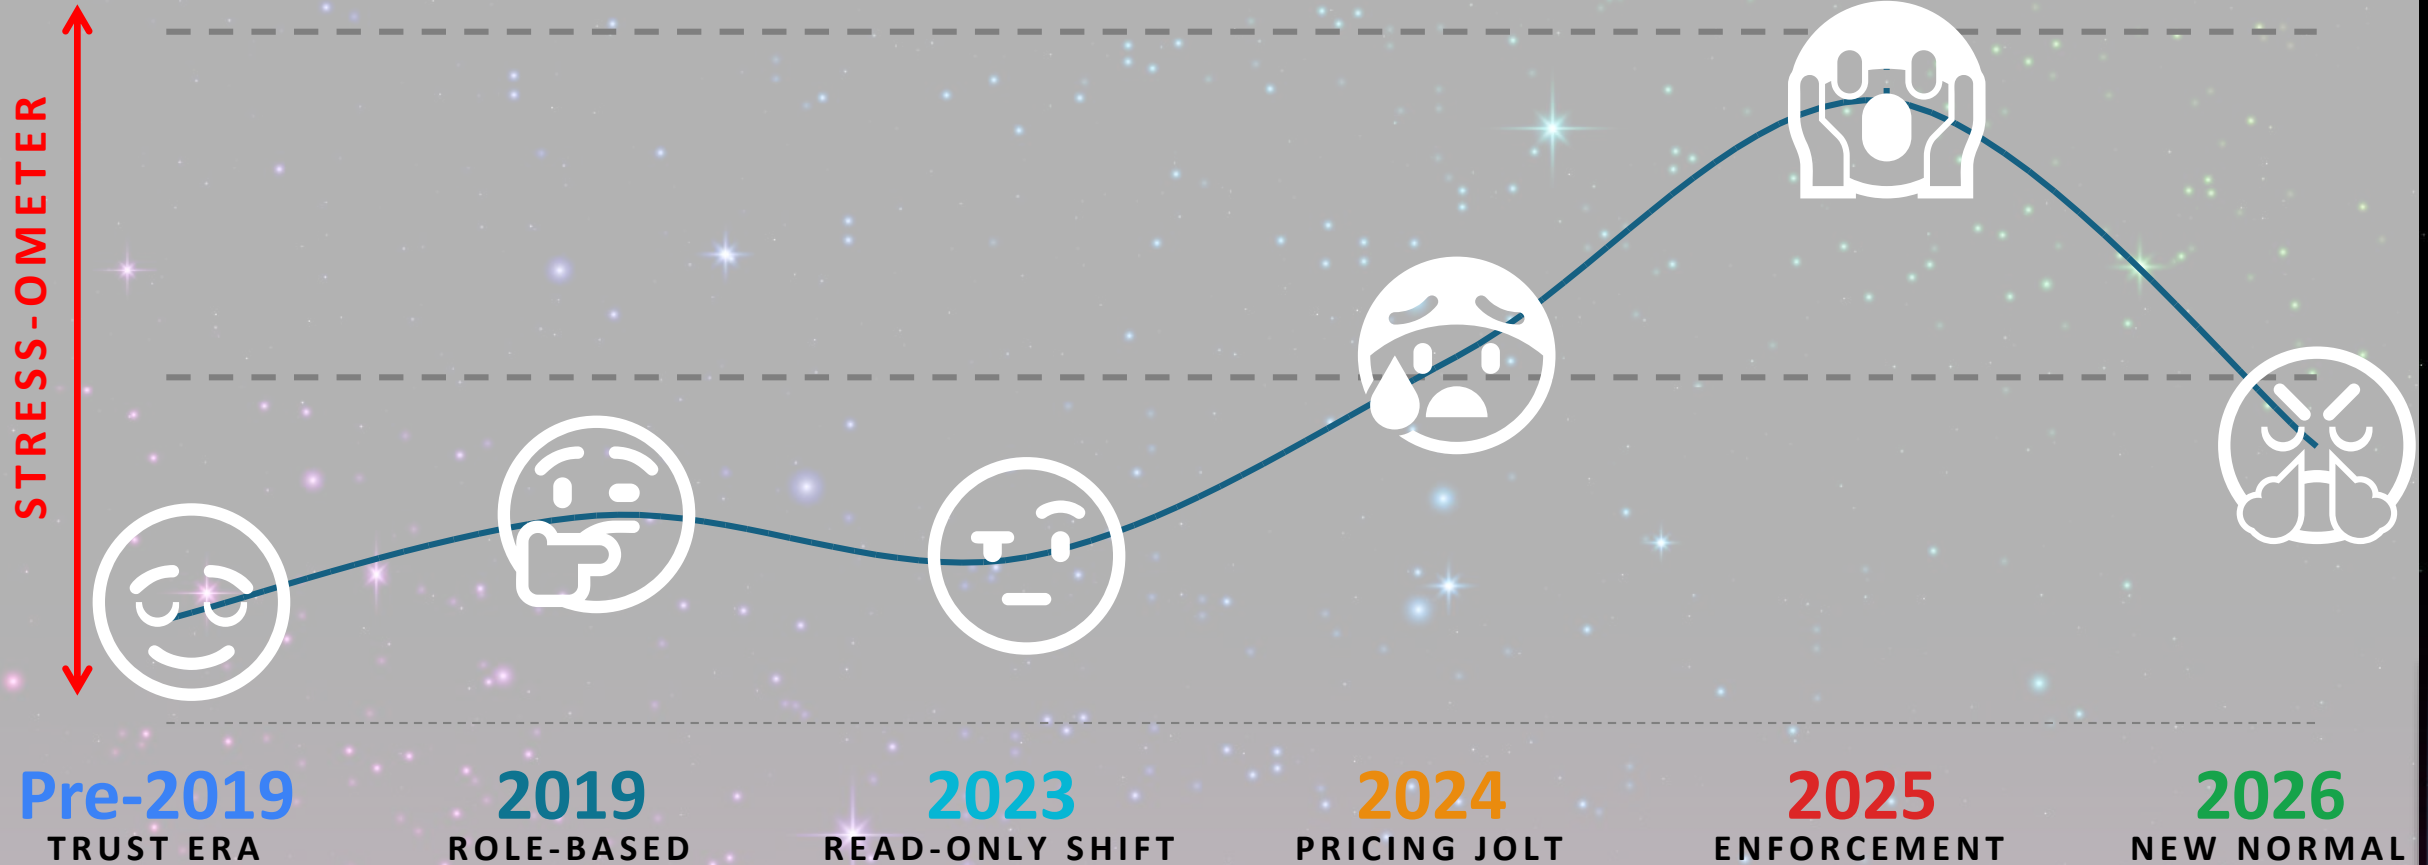 STRESS-OMETER
Pre-2019
TRUST ERA
2019
ROLE-BASED
2023
READ-ONLY SHIFT
2024
PRICING JOLT
2025
ENFORCEMENT
2026
NEW NORMAL